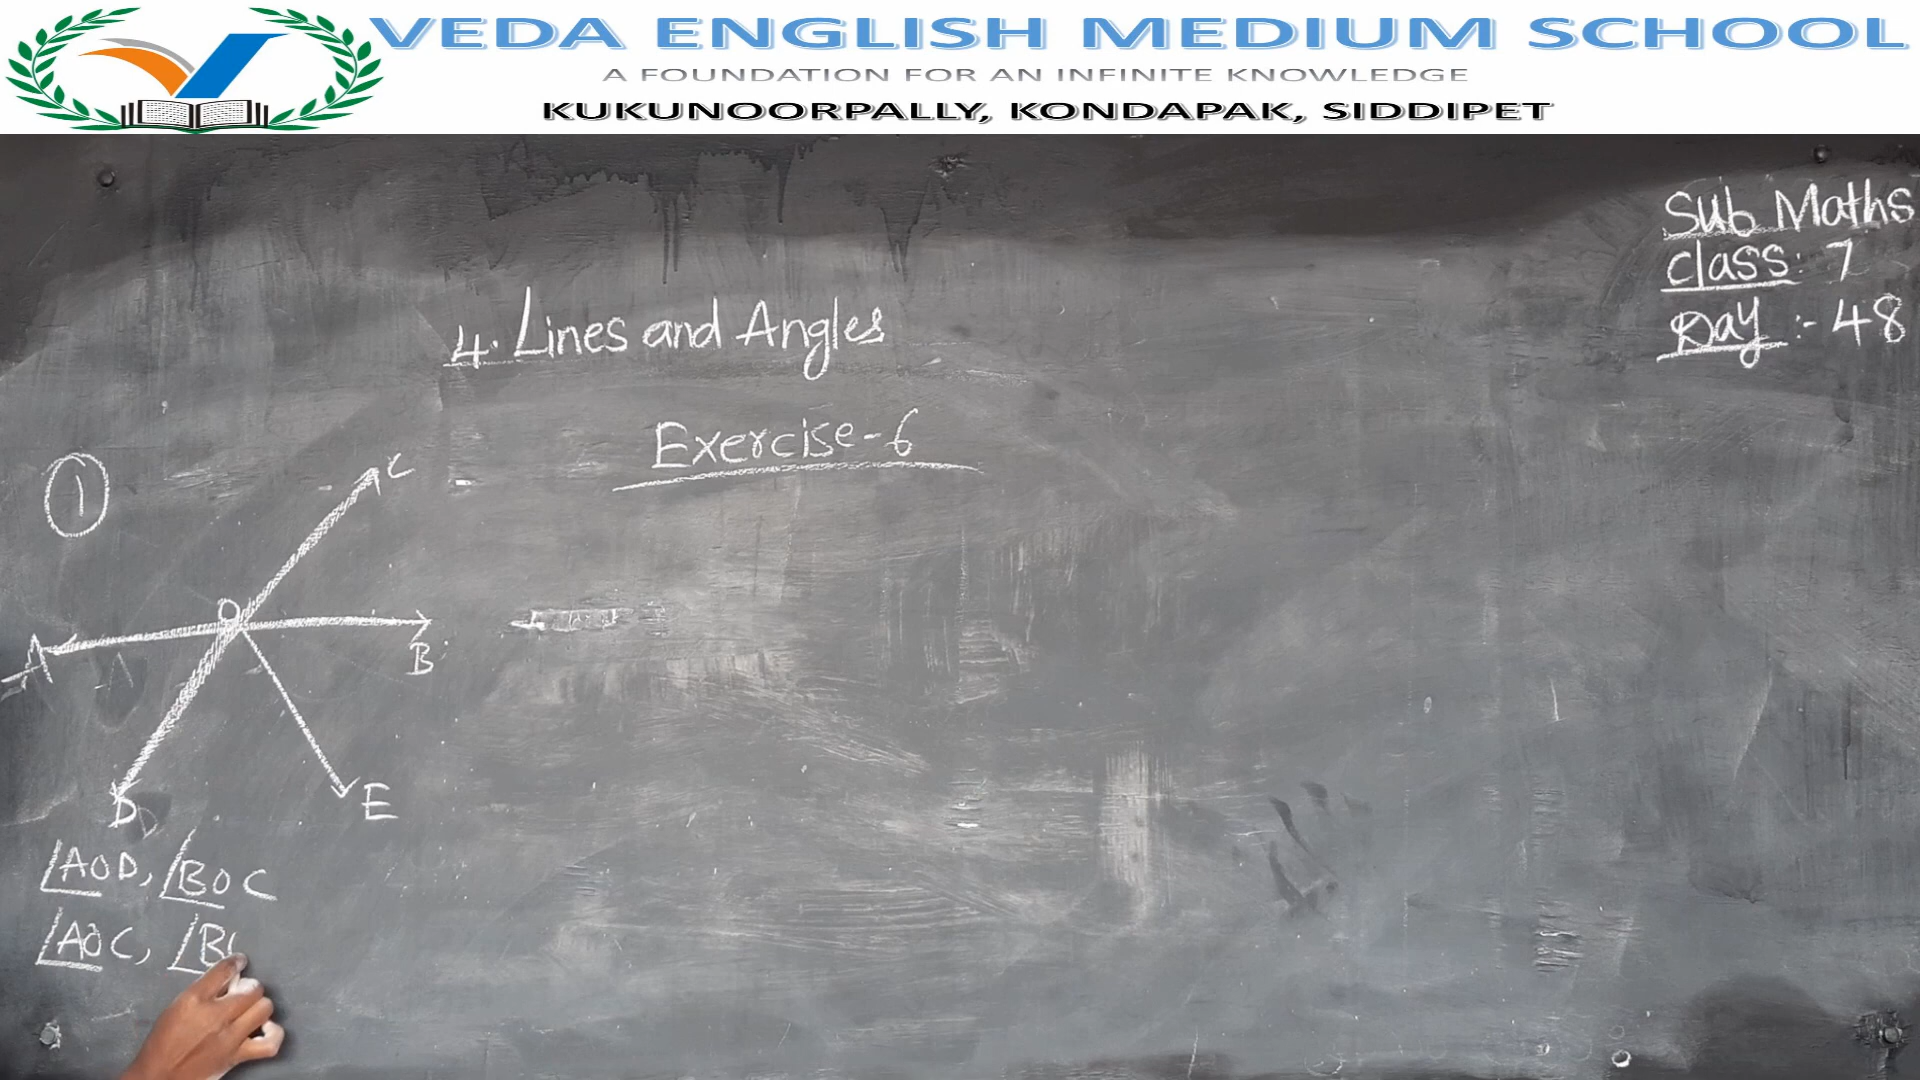 VEDA ENGLISH MEDIUM SCHOOL
A FOUNDATION FOR AN INFINITE KNOWLEDGE
KUKUNOORPALLY, KONDAPAK, SIDDIPET
Sub Maths
Class: 7
Day :- 48
4. Lines and Angles
Exercise-6
1
C
O
A
A
B
D
D
E
∠AOD, ∠BOC
∠AOC, ∠B